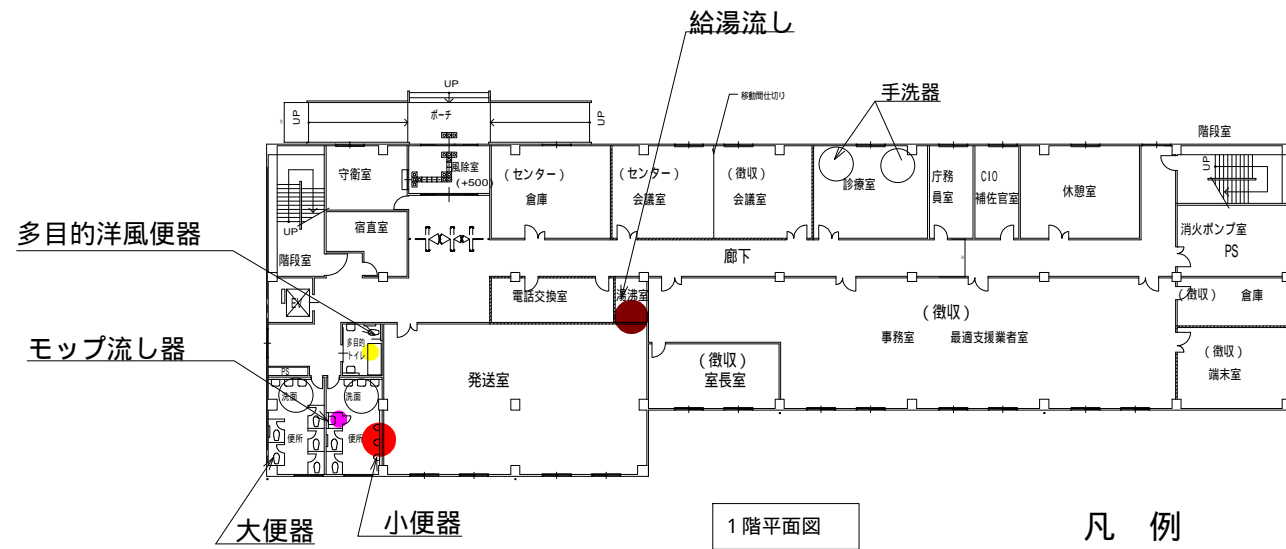 給湯流し
UP
移動間仕切り
手洗器
UP
ポーチ
UP
階段室
守衛室
風除室
(+500)
(センター)
倉庫
(センター)
会議室
(徴収)
会議室
診療室
庁務
員室
CIO
補佐官室
休憩室
UP
宿直室
UP
多目的洋風便器
階段室
廊下
消火ポンプ室
PS
EV
電話交換室
湯沸室
(徴収)
事務室
最適支援業者室
(徴収)
倉庫
モップ流し器
多目的
トイレ
PS
発送室
(徴収)
室長室
(徴収)
端末室
洗面
洗面
便所
便所
大便器
小便器
1階平面図
凡 例